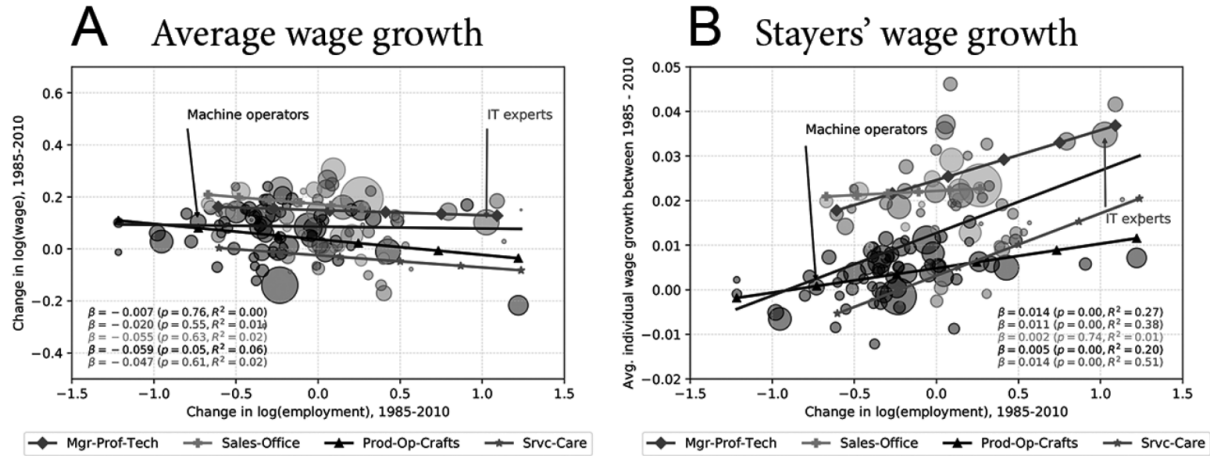 A Average wage growth
Change in log(wage), 1985-2010
0.6
0.4
0.2
0.0
−0.2
−0.4
Machine operators
IT experts
β = −0.007 (p = 0.76, R² = 0.00)
β = −0.020 (p = 0.55, R² = 0.01)
β = −0.055 (p = 0.63, R² = 0.02)
β = −0.059 (p = 0.05, R² = 0.06)
β = −0.047 (p = 0.61, R² = 0.02)
−1.5 −1.0 −0.5 0.0 0.5 1.0 1.5
Change in log(employment), 1985-2010
Mgr-Prof-Tech Sales-Office Prod-Op-Crafts Srvc-Care
B Stayers’ wage growth
Avg. individual wage growth between 1985 - 2010
0.05
0.04
0.03
0.02
0.01
0.00
−0.01
−0.02
Machine operators
IT experts
β = 0.014 (p = 0.00, R² = 0.27)
β = 0.011 (p = 0.00, R² = 0.38)
β = 0.002 (p = 0.74, R² = 0.01)
β = 0.005 (p = 0.00, R² = 0.20)
β = 0.014 (p = 0.00, R² = 0.51)
−1.5 −1.0 −0.5 0.0 0.5 1.0 1.5
Change in log(employment), 1985-2010
Mgr-Prof-Tech Sales-Office Prod-Op-Crafts Srvc-Care